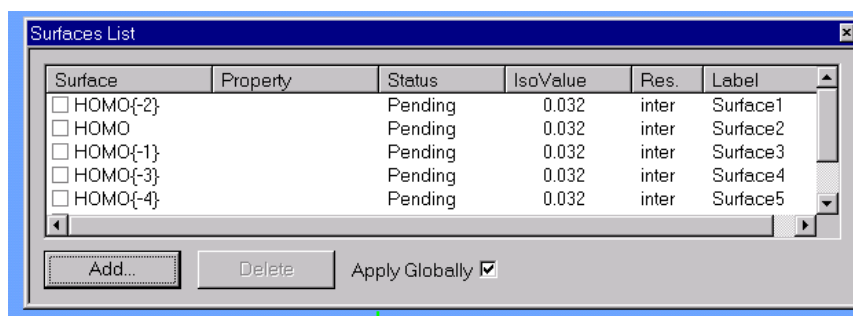 Surfaces List
Surface Property Status IsoValue Res. Label
HOMO{-2} Pending 0.032 inter Surface1
HOMO Pending 0.032 inter Surface2
HOMO{-1} Pending 0.032 inter Surface3
HOMO{-3} Pending 0.032 inter Surface4
HOMO{-4} Pending 0.032 inter Surface5
Add... Delete Apply Globally